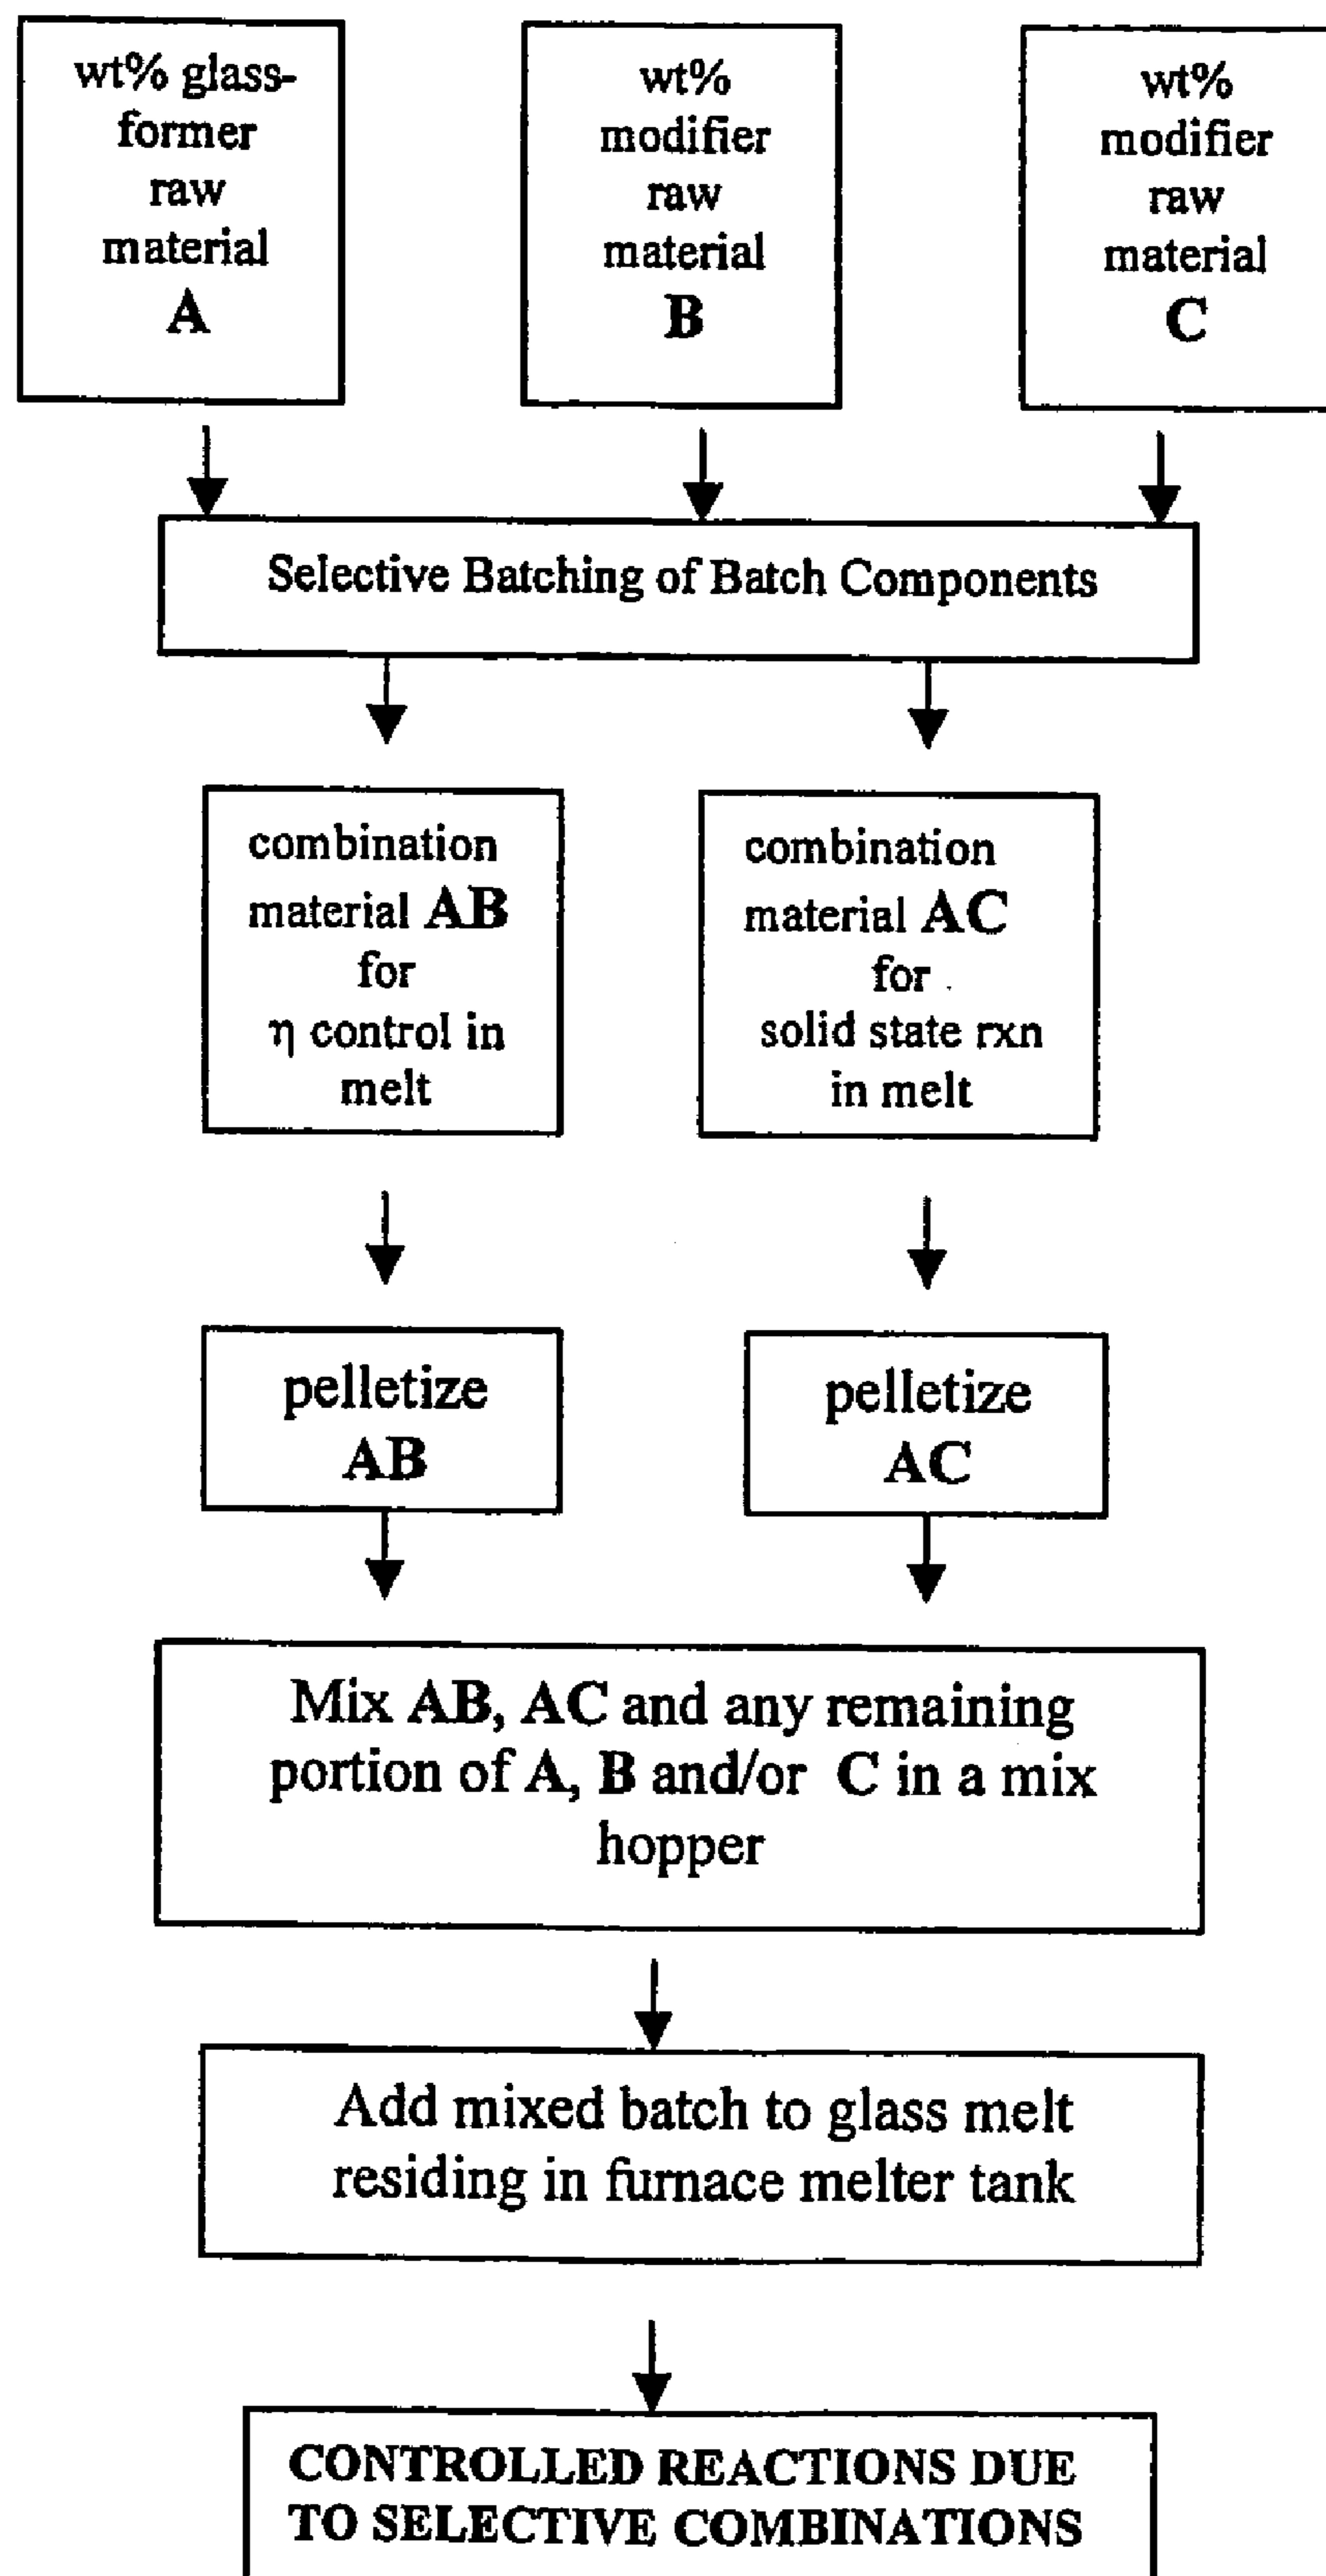 wt% glass-
former
raw
material
A
wt%
modifier
raw
material
B
wt%
modifier
raw
material
C
Selective Batching of Batch Components
combination
material AB
for
η control in
melt
combination
material AC
for
solid state rxn
in melt
pelletize
AB
pelletize
AC
Mix AB, AC and any remaining
portion of A, B and/or C in a mix
hopper
Add mixed batch to glass melt
residing in furnace melter tank
CONTROLLED REACTIONS DUE
TO SELECTIVE COMBINATIONS